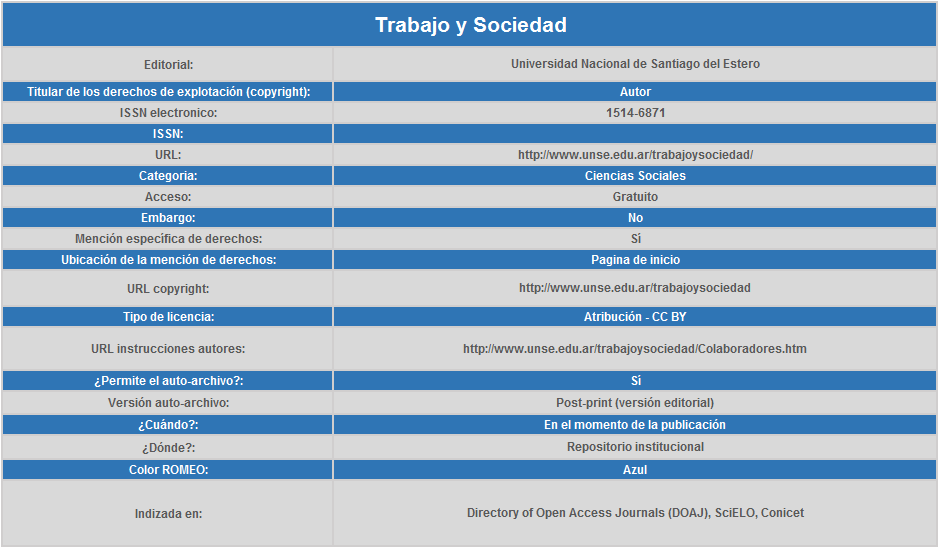 Trabajo y Sociedad
Editorial: Universidad Nacional de Santiago del Estero
Titular de los derechos de explotación (copyright): Autor
ISSN electronico: 1514-6871
ISSN:
URL: http://www.unse.edu.ar/trabajoysociedad/
Categoria: Ciencias Sociales
Acceso: Gratuito
Embargo: No
Mención específica de derechos: Sí
Ubicación de la mención de derechos: Pagina de inicio
URL copyright: http://www.unse.edu.ar/trabajoysociedad
Tipo de licencia: Atribución - CC BY
URL instrucciones autores: http://www.unse.edu.ar/trabajoysociedad/Colaboradores.htm
¿Permite el auto-archivo?: Sí
Versión auto-archivo: Post-print (versión editorial)
¿Cuándo?: En el momento de la publicación
¿Dónde?: Repositorio institucional
Color ROMEO: Azul
Indizada en: Directory of Open Access Journals (DOAJ), SciELO, Conicet